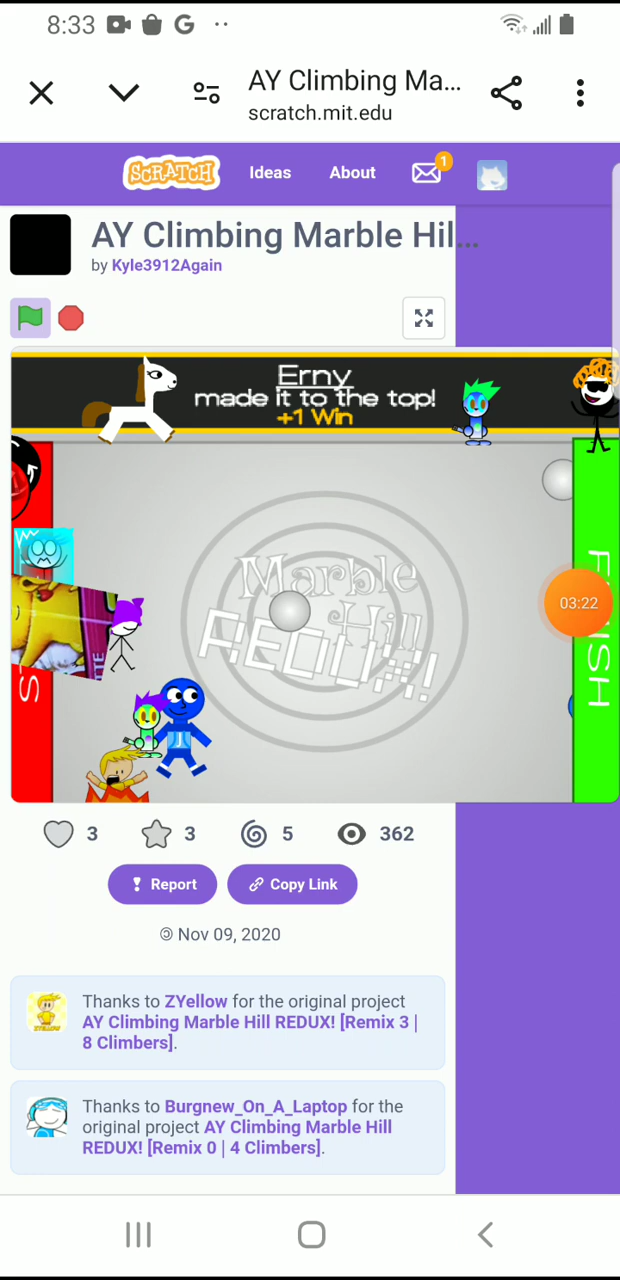 8:33
AY Climbing Ma...
scratch.mit.edu
SCRATCH
Ideas
About
1
AY Climbing Marble Hil...
by Kyle3912Again
Erny
made it to the top!
+1 Win
Marble
Hill
REDUX!
03:22
S
3
3
5
362
Report
Copy Link
Nov 09, 2020
Thanks to ZYellow for the original project
AY Climbing Marble Hill REDUX! [Remix 3 |
8 Climbers].
Thanks to Burgnew_On_A_Laptop for the
original project AY Climbing Marble Hill
REDUX! [Remix 0 | 4 Climbers].